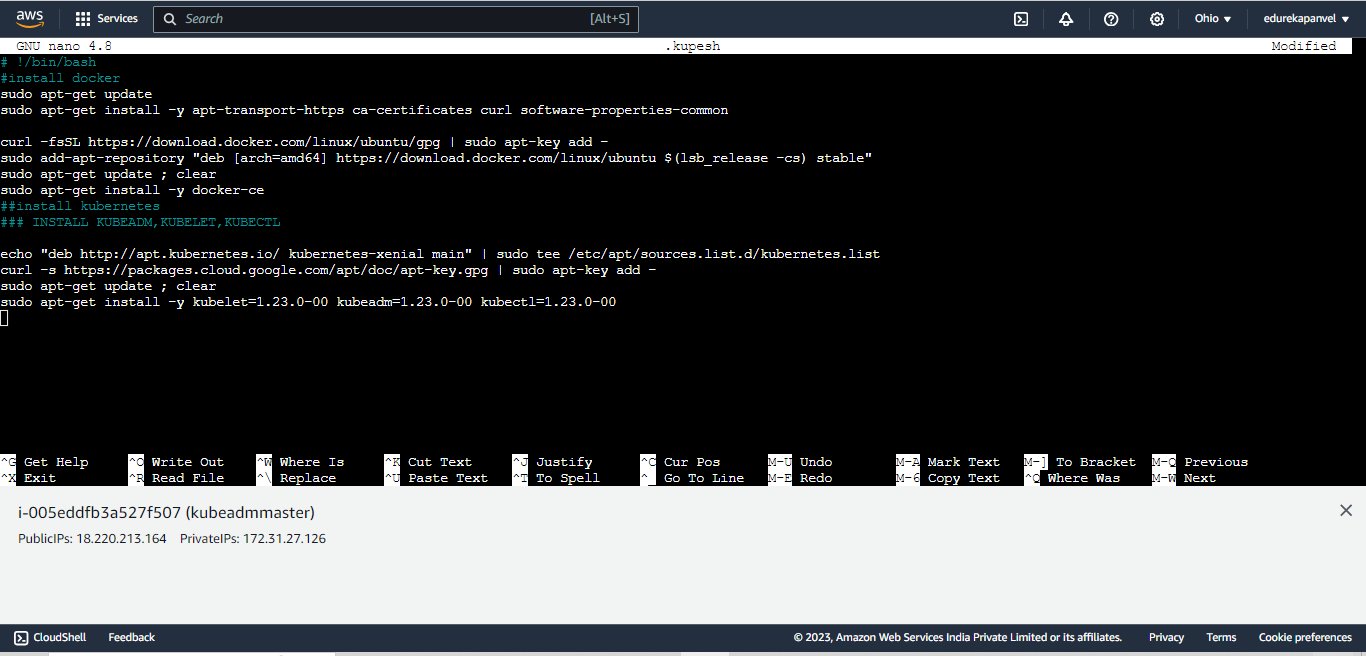 aws Services Search [Alt+S] Ohio edurekapanvel
GNU nano 4.8 .kupesh Modified
# !/bin/bash
#install docker
sudo apt-get update
sudo apt-get install -y apt-transport-https ca-certificates curl software-properties-common
curl -fsSL https://download.docker.com/linux/ubuntu/gpg | sudo apt-key add -
sudo add-apt-repository "deb [arch=amd64] https://download.docker.com/linux/ubuntu $(lsb_release -cs) stable"
sudo apt-get update ; clear
sudo apt-get install -y docker-ce
##install kubernetes
### INSTALL KUBEADM,KUBELET,KUBECTL
echo "deb http://apt.kubernetes.io/ kubernetes-xenial main" | sudo tee /etc/apt/sources.list.d/kubernetes.list
curl -s https://packages.cloud.google.com/apt/doc/apt-key.gpg | sudo apt-key add -
sudo apt-get update ; clear
sudo apt-get install -y kubelet=1.23.0-00 kubeadm=1.23.0-00 kubectl=1.23.0-00
^G Get Help ^O Write Out ^W Where Is ^K Cut Text ^J Justify ^C Cur Pos M-U Undo M-A Mark Text M-] To Bracket M-Q Previous
^X Exit ^R Read File ^\ Replace ^U Paste Text ^T To Spell ^_ Go To Line M-E Redo M-6 Copy Text ^Q Where Was M-W Next
i-005eddfb3a527f507 (kubeadmmaster)
PublicIPs: 18.220.213.164 PrivateIPs: 172.31.27.126
CloudShell Feedback © 2023, Amazon Web Services India Private Limited or its affiliates. Privacy Terms Cookie preferences